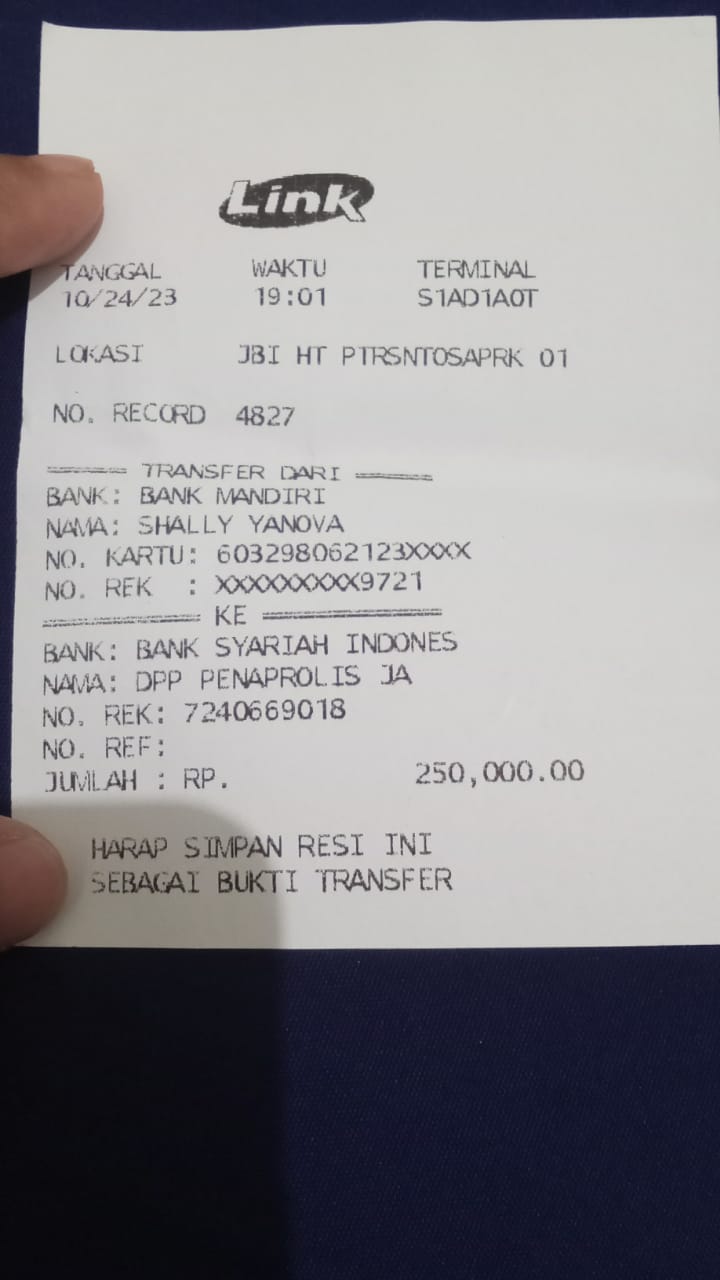 Link
TANGGAL WAKTU TERMINAL
10/24/23 19:01 S1AD1A0T
LOKASI JBI HT PTRSNTOSAPRK 01
NO. RECORD 4827
======== TRANSFER DARI ========
BANK: BANK MANDIRI
NAMA: SHALLY YANOVA
NO. KARTU: 603298062123XXXX
NO. REK : XXXXXXXXX9721
================ KE ==================
BANK: BANK SYARIAH INDONES
NAMA: DPP PENAPROLIS JA
NO. REK: 7240669018
NO. REF:
JUMLAH : RP. 250,000.00
HARAP SIMPAN RESI INI
SEBAGAI BUKTI TRANSFER